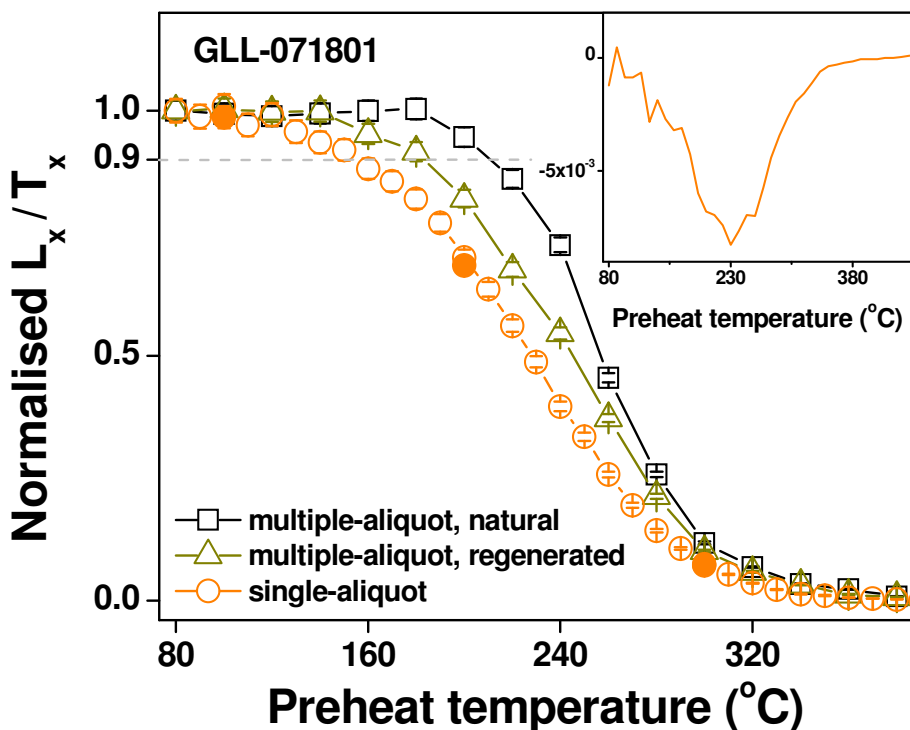 GLL-071801
Normalised Lₓ / Tₓ
1.0
0.9
0.5
0.0
80
160
240
320
Preheat temperature (°C)
multiple-aliquot, natural
multiple-aliquot, regenerated
single-aliquot
0
-5x10⁻³
80
230
380
Preheat temperature (°C)